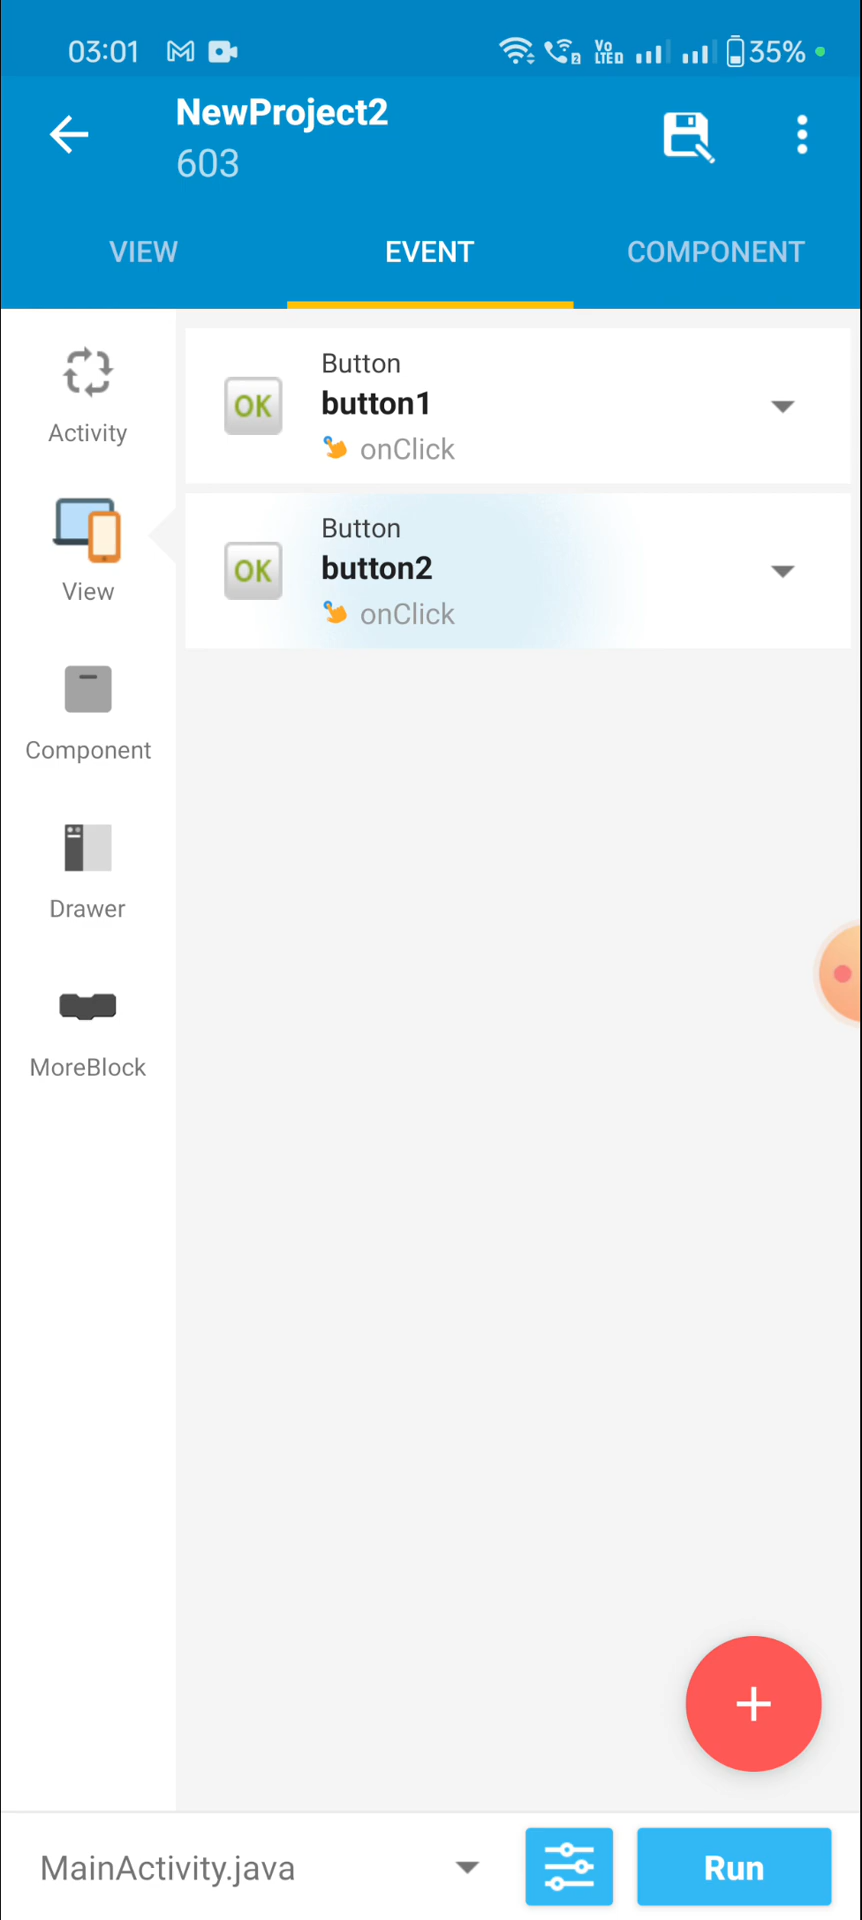 03:01 35%
NewProject2
603
VIEW EVENT COMPONENT
Activity
View
Component
Drawer
MoreBlock
Button
OK button1
onClick
Button
OK button2
onClick
+
MainActivity.java Run